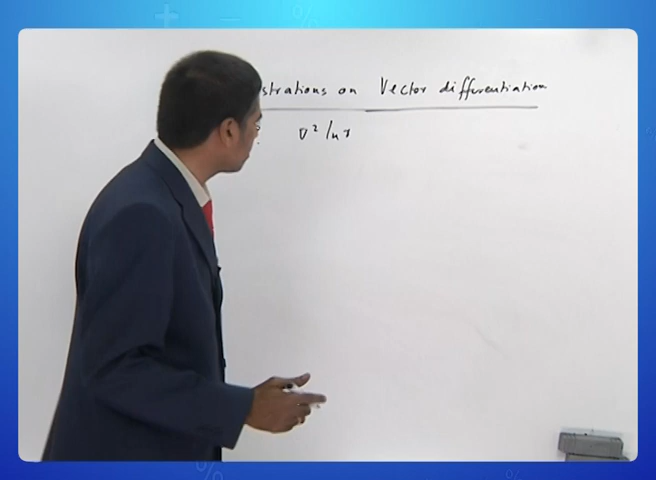 strations on Vector differentiation
∇² ln r